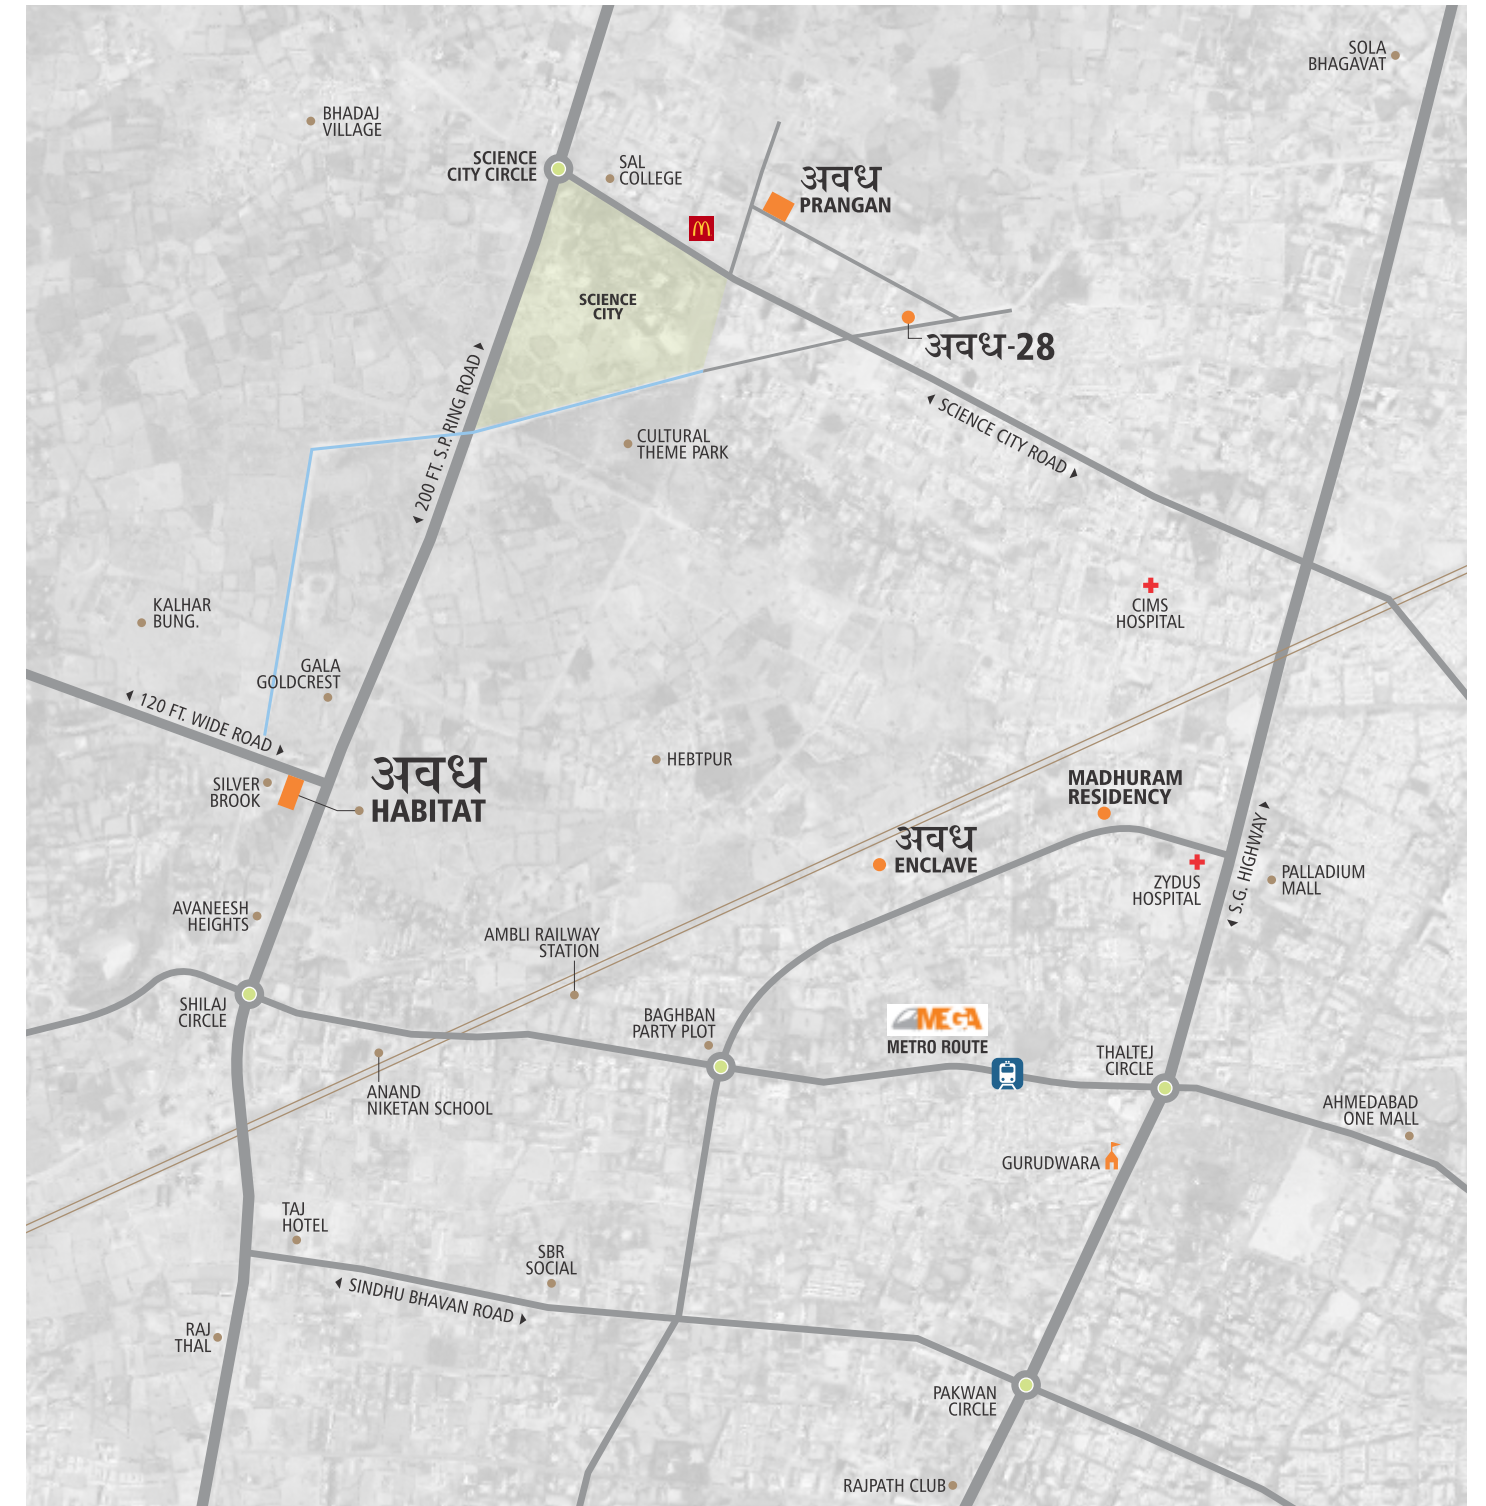 SOLA
BHAGAVAT
BHADAJ
VILLAGE
SCIENCE
CITY CIRCLE
SAL
COLLEGE
अवध
PRANGAN
SCIENCE
CITY
अवध-28
200 FT. S.P. RING ROAD
SCIENCE CITY ROAD
CULTURAL
THEME PARK
KALHAR
BUNG.
CIMS
HOSPITAL
GALA
GOLDCREST
120 FT. WIDE ROAD
SILVER
BROOK
अवध
HABITAT
HEBTPUR
MADHURAM
RESIDENCY
अवध
ENCLAVE
ZYDUS
HOSPITAL
S.G. HIGHWAY
PALLADIUM
MALL
AVANEESH
HEIGHTS
AMBLI RAILWAY
STATION
SHILAJ
CIRCLE
BAGHBAN
PARTY PLOT
MEGA
METRO ROUTE
THALTEJ
CIRCLE
ANAND
NIKETAN SCHOOL
AHMEDABAD
ONE MALL
GURUDWARA
TAJ
HOTEL
SBR
SOCIAL
SINDHU BHAVAN ROAD
RAJ
THAL
PAKWAN
CIRCLE
RAJPATH CLUB